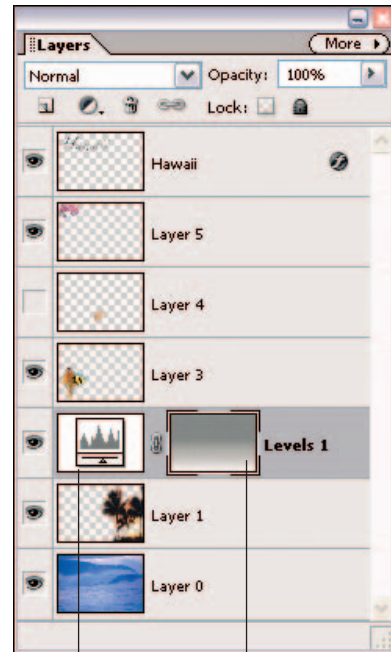 Layers
More
Normal
Opacity: 100%
Lock:
Hawaii
Hawaii
Layer 5
Layer 4
Layer 3
Levels 1
Layer 1
Layer 0